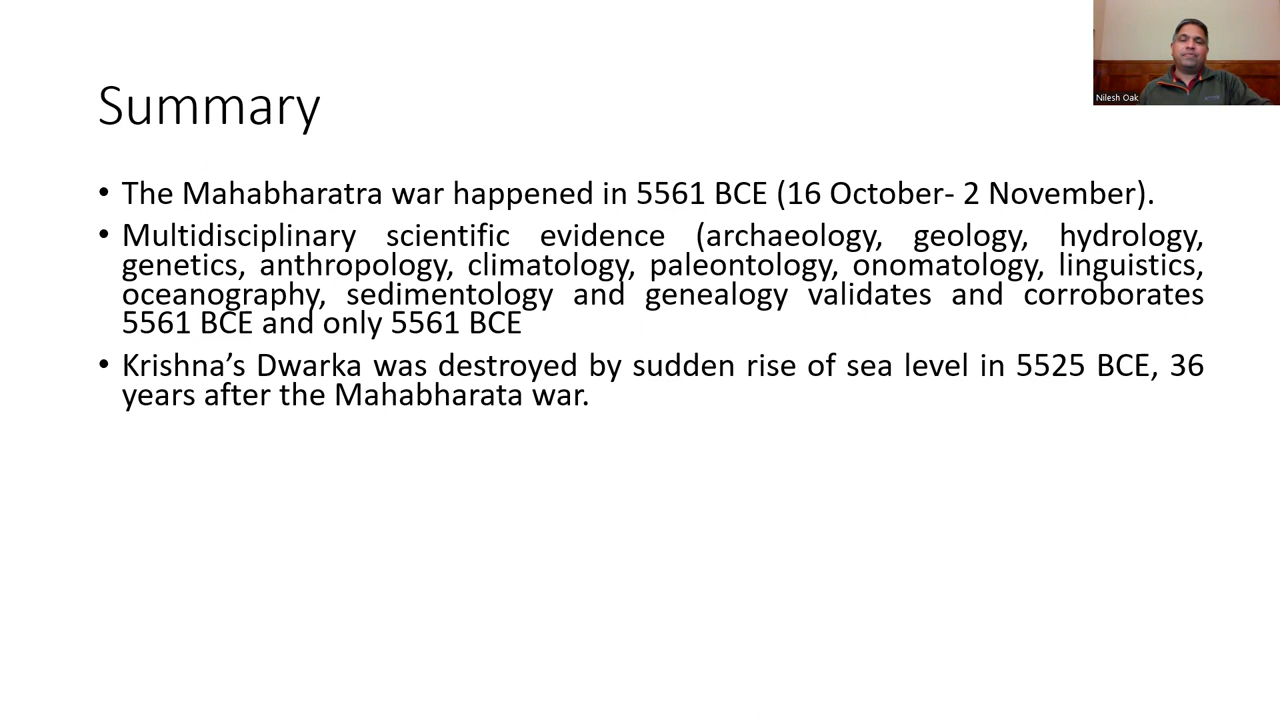 Nilesh Oak
Summary
• The Mahabharatra war happened in 5561 BCE (16 October- 2 November).
• Multidisciplinary scientific evidence (archaeology, geology, hydrology,
genetics, anthropology, climatology, paleontology, onomatology, linguistics,
oceanography, sedimentology and genealogy validates and corroborates
5561 BCE and only 5561 BCE
• Krishna’s Dwarka was destroyed by sudden rise of sea level in 5525 BCE, 36
years after the Mahabharata war.